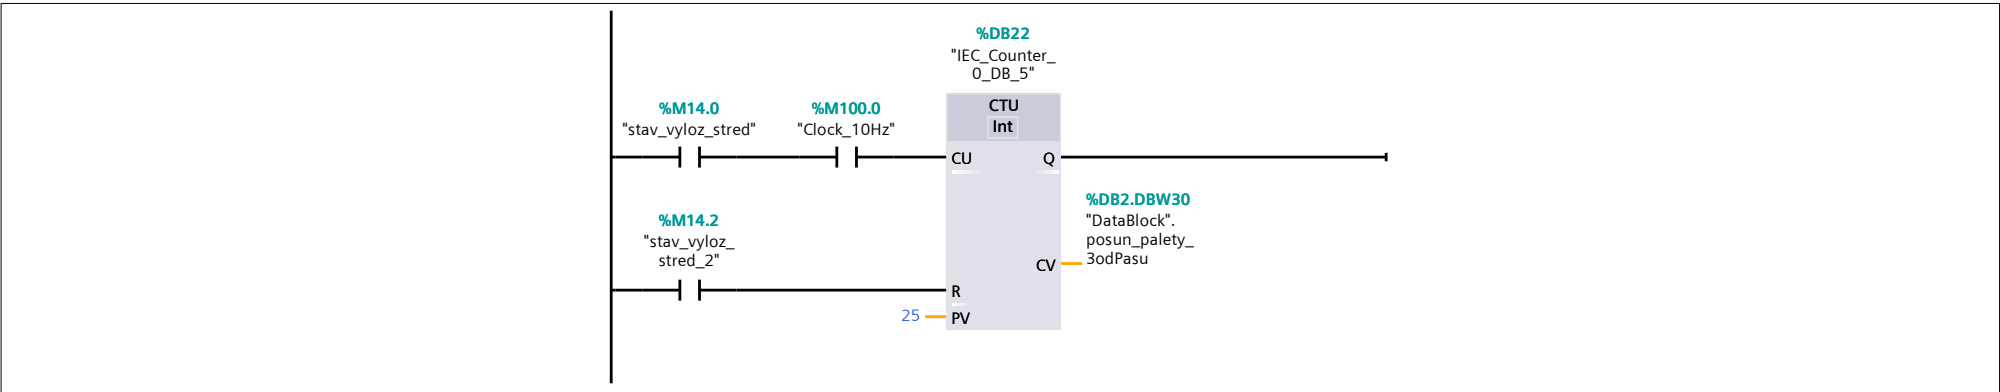 %DB22
"IEC_Counter_
0_DB_5"
%M14.0
"stav_vyloz_stred"
%M100.0
"Clock_10Hz"
CTU
Int
CU
Q
%DB2.DBW30
"DataBlock".
posun_palety_
3odPasu
%M14.2
"stav_vyloz_
stred_2"
CV
R
25
PV